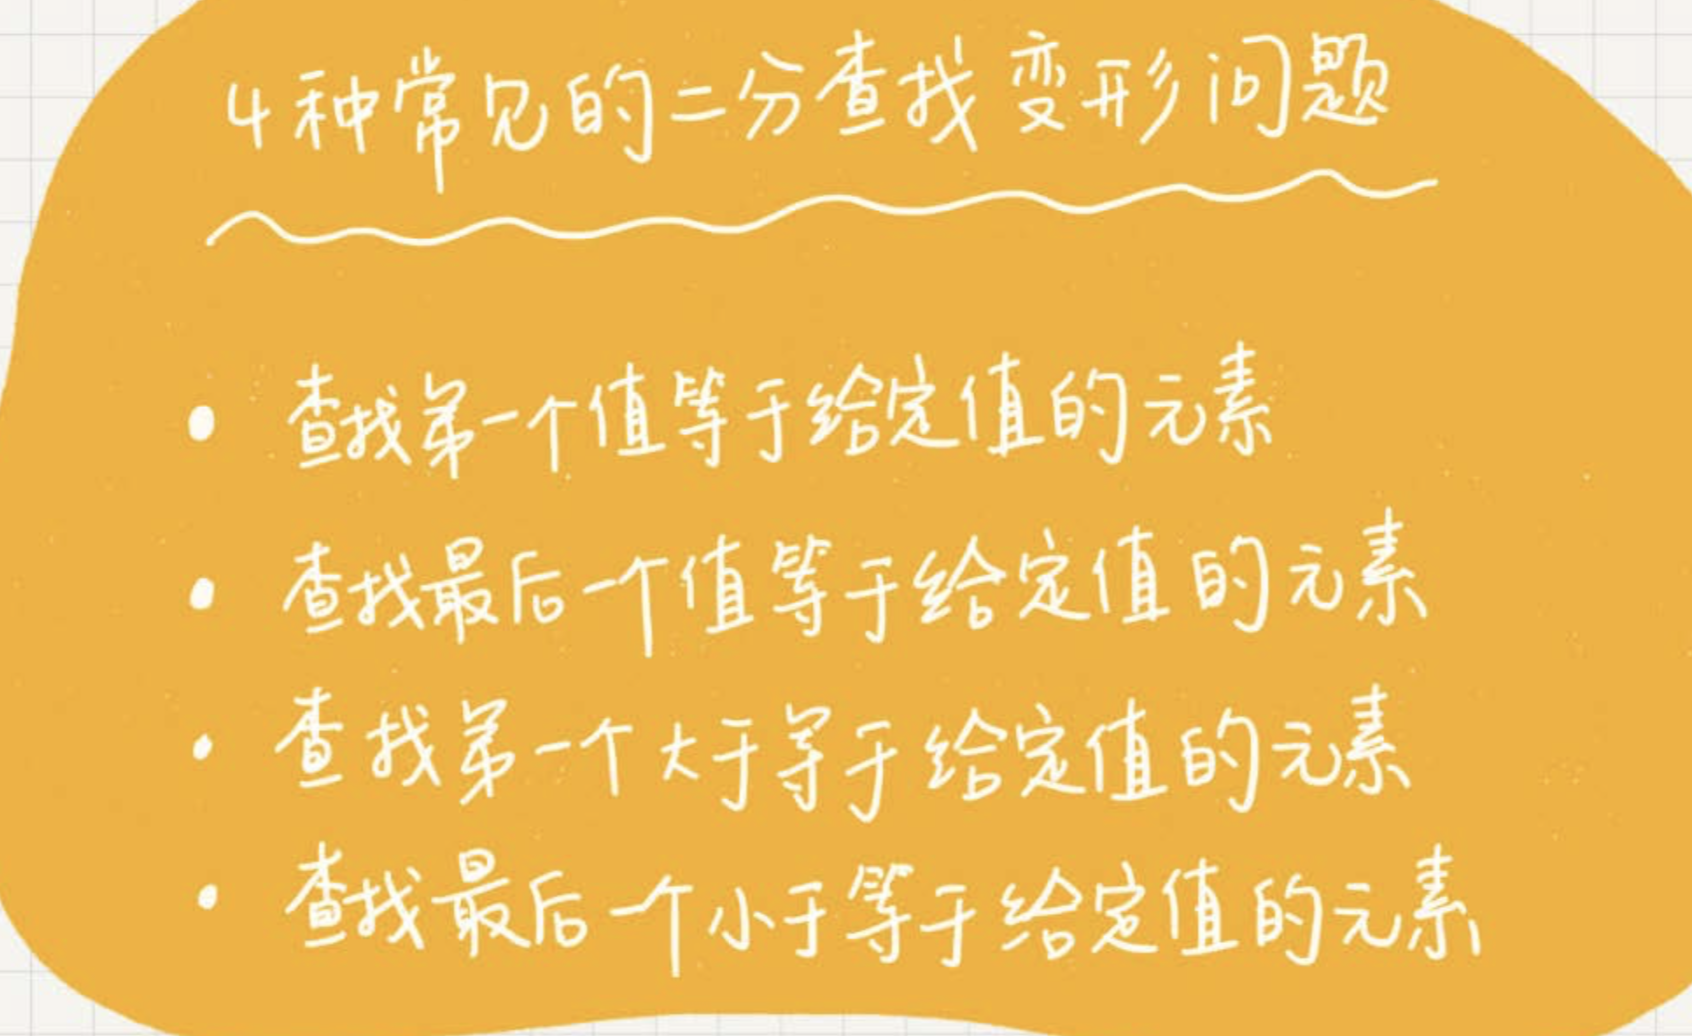 4种常见的二分查找变形问题
查找第一个值等于给定值的元素
查找最后一个值等于给定值的元素
查找第一个大于等于给定值的元素
查找最后一个小于等于给定值的元素